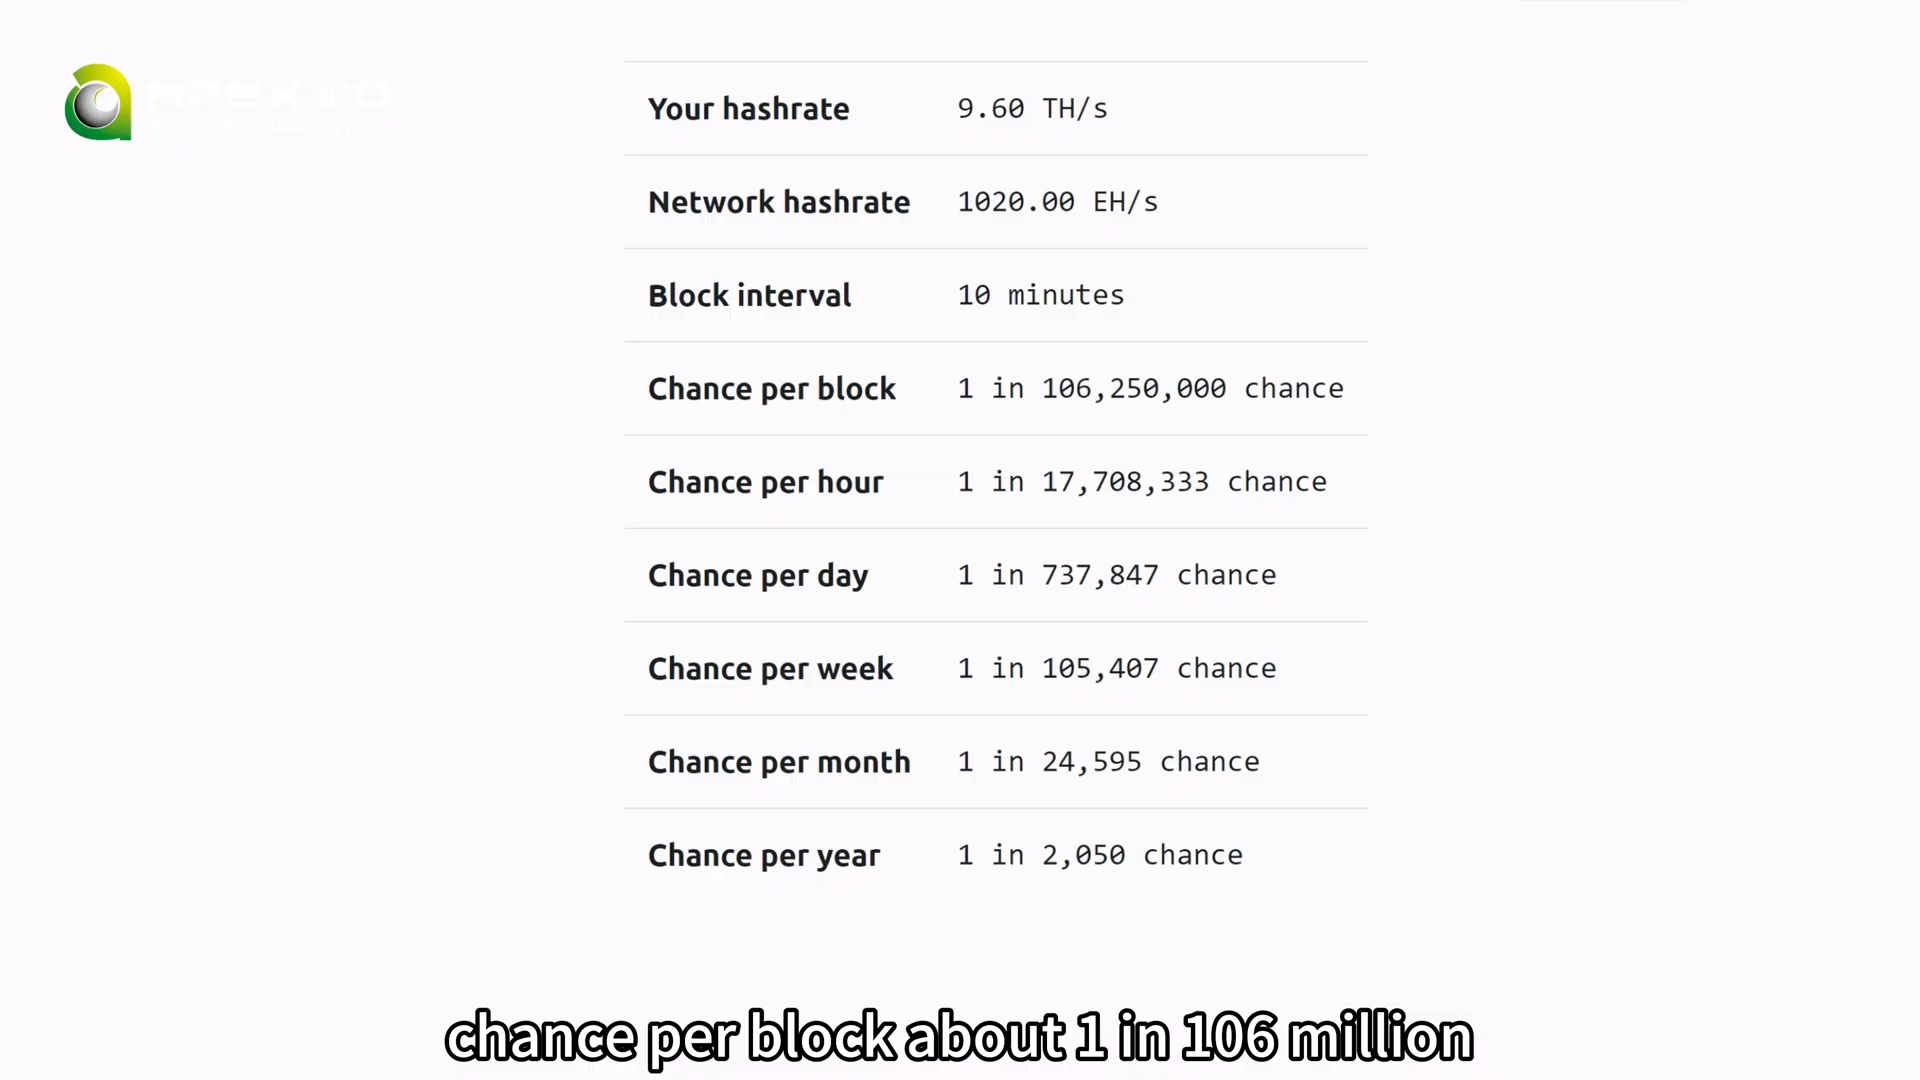 APEXTO
Your hashrate 9.60 TH/s
Network hashrate 1020.00 EH/s
Block interval 10 minutes
Chance per block 1 in 106,250,000 chance
Chance per hour 1 in 17,708,333 chance
Chance per day 1 in 737,847 chance
Chance per week 1 in 105,407 chance
Chance per month 1 in 24,595 chance
Chance per year 1 in 2,050 chance
chance per block about 1 in 106 million